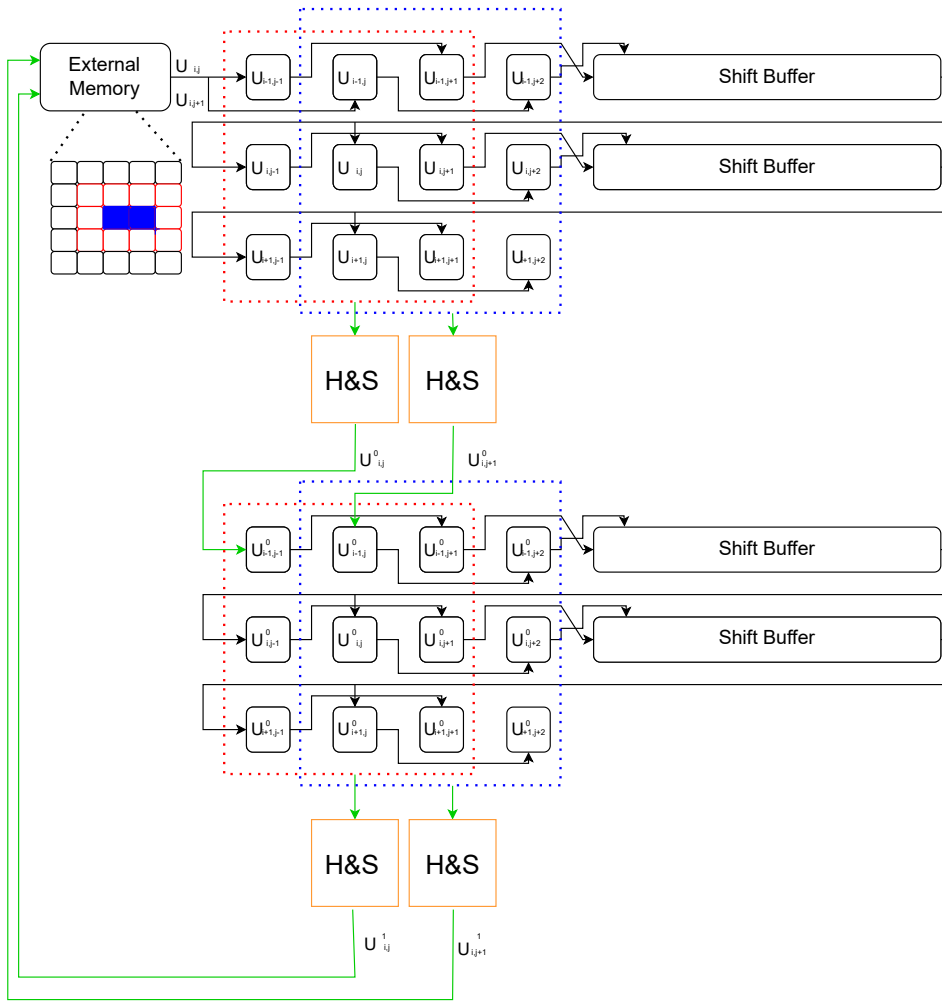 External
Memory
U i,j
U i,j+1
U i-1,j-1
U i-1,j
U i-1,j+1
U i-1,j+2
Shift Buffer
U i,j-1
U i,j
U i,j+1
U i,j+2
Shift Buffer
U i+1,j-1
U i+1,j
U i+1,j+1
U i+1,j+2
H&S
H&S
U 0 i,j
U 0 i,j+1
U 0 i-1,j-1
U 0 i-1,j
U 0 i-1,j+1
U 0 i-1,j+2
Shift Buffer
U 0 i,j-1
U 0 i,j
U 0 i,j+1
U 0 i,j+2
Shift Buffer
U 0 i+1,j-1
U 0 i+1,j
U 0 i+1,j+1
U 0 i+1,j+2
H&S
H&S
U 1 i,j
U 1 i,j+1